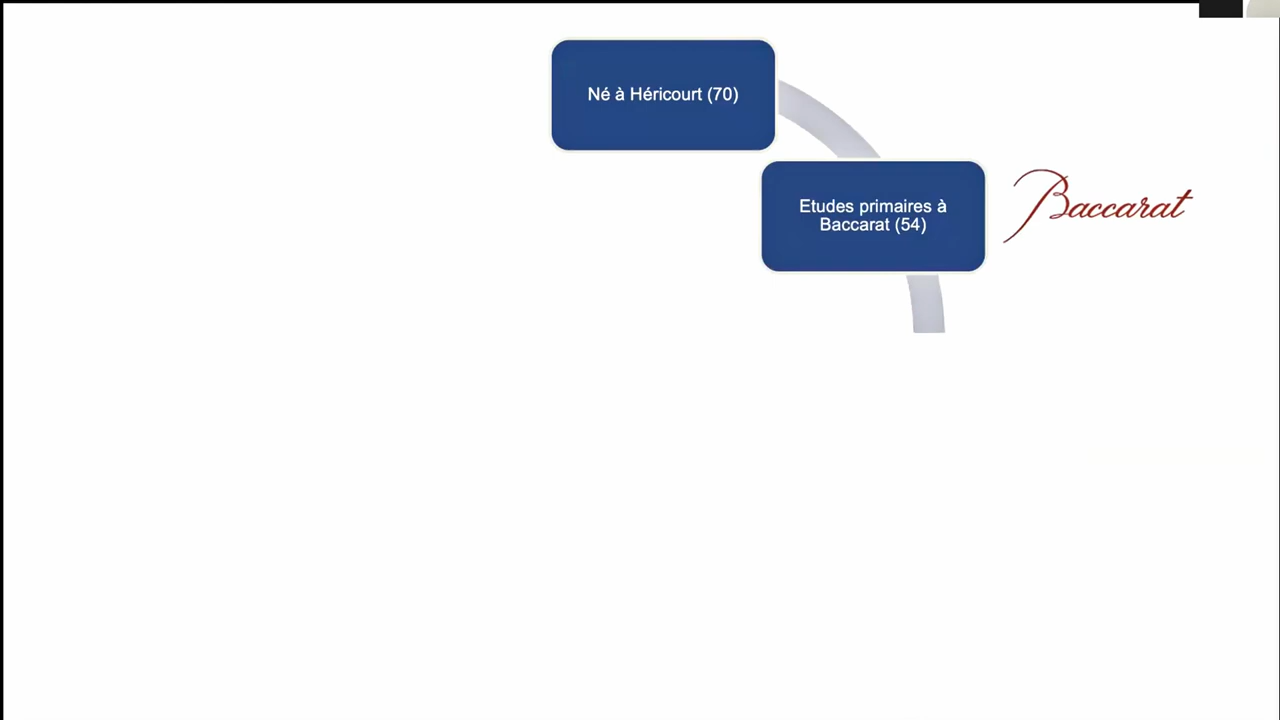 Né à Héricourt (70)
Etudes primaires à
Baccarat (54)
Baccarat